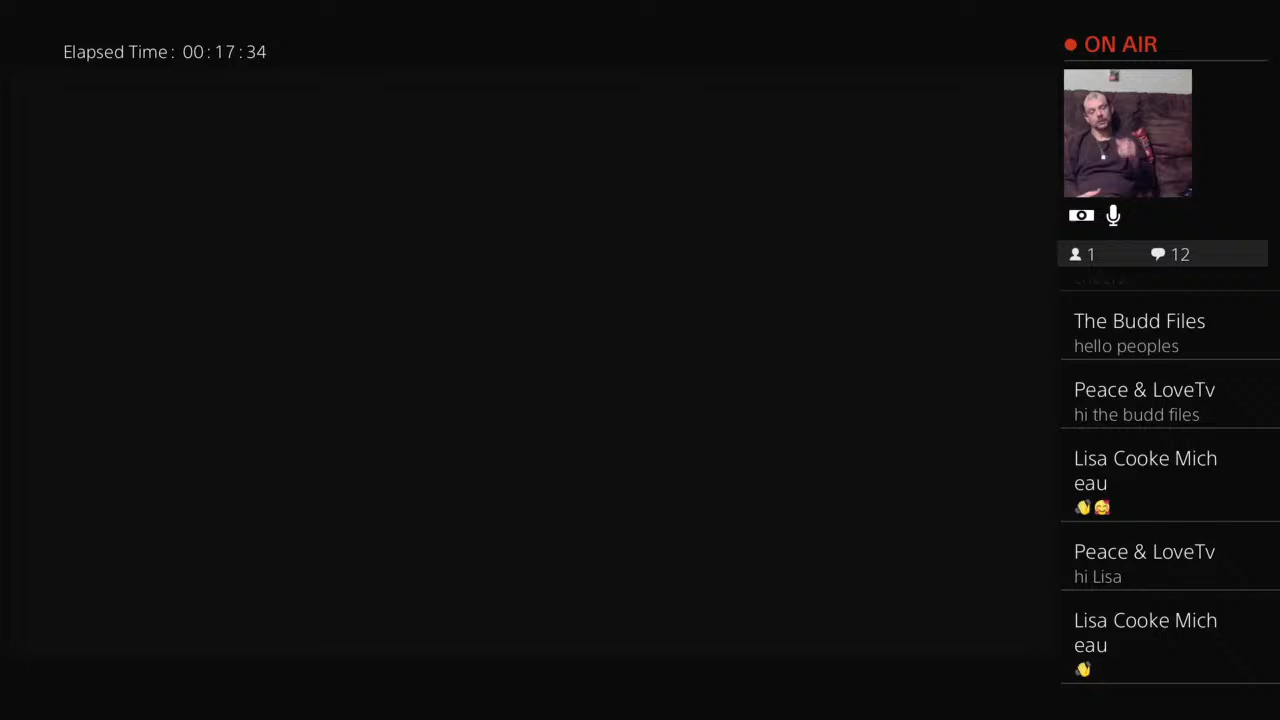 Elapsed Time: 00:17:34
ON AIR
1 12
The Budd Files
hello peoples
Peace & LoveTv
hi the budd files
Lisa Cooke Mich
eau
👋🥰
Peace & LoveTv
hi Lisa
Lisa Cooke Mich
eau
👋